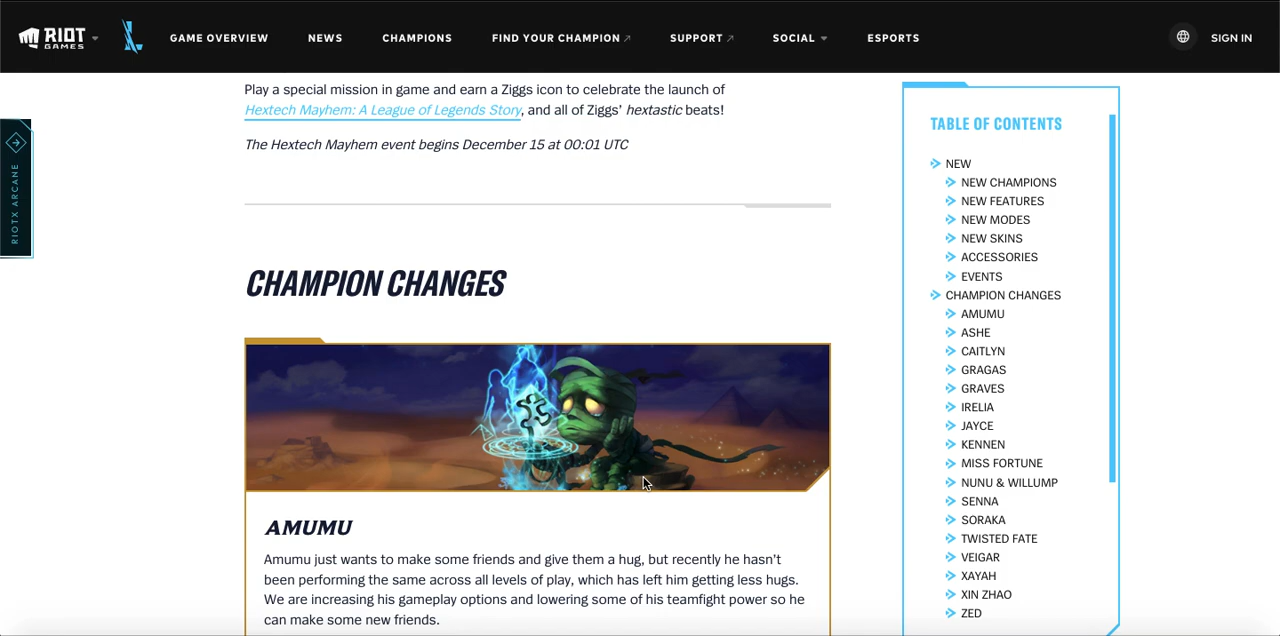 RIOT GAMES
GAME OVERVIEW
NEWS
CHAMPIONS
FIND YOUR CHAMPION
SUPPORT
SOCIAL
ESPORTS
SIGN IN
RIOTX ARCANE
Play a special mission in game and earn a Ziggs icon to celebrate the launch of
Hextech Mayhem: A League of Legends Story, and all of Ziggs’ hextastic beats!
The Hextech Mayhem event begins December 15 at 00:01 UTC
CHAMPION CHANGES
AMUMU
Amumu just wants to make some friends and give them a hug, but recently he hasn’t
been performing the same across all levels of play, which has left him getting less hugs.
We are increasing his gameplay options and lowering some of his teamfight power so he
can make some new friends.
TABLE OF CONTENTS
NEW
NEW CHAMPIONS
NEW FEATURES
NEW MODES
NEW SKINS
ACCESSORIES
EVENTS
CHAMPION CHANGES
AMUMU
ASHE
CAITLYN
GRAGAS
GRAVES
IRELIA
JAYCE
KENNEN
MISS FORTUNE
NUNU & WILLUMP
SENNA
SORAKA
TWISTED FATE
VEIGAR
XAYAH
XIN ZHAO
ZED